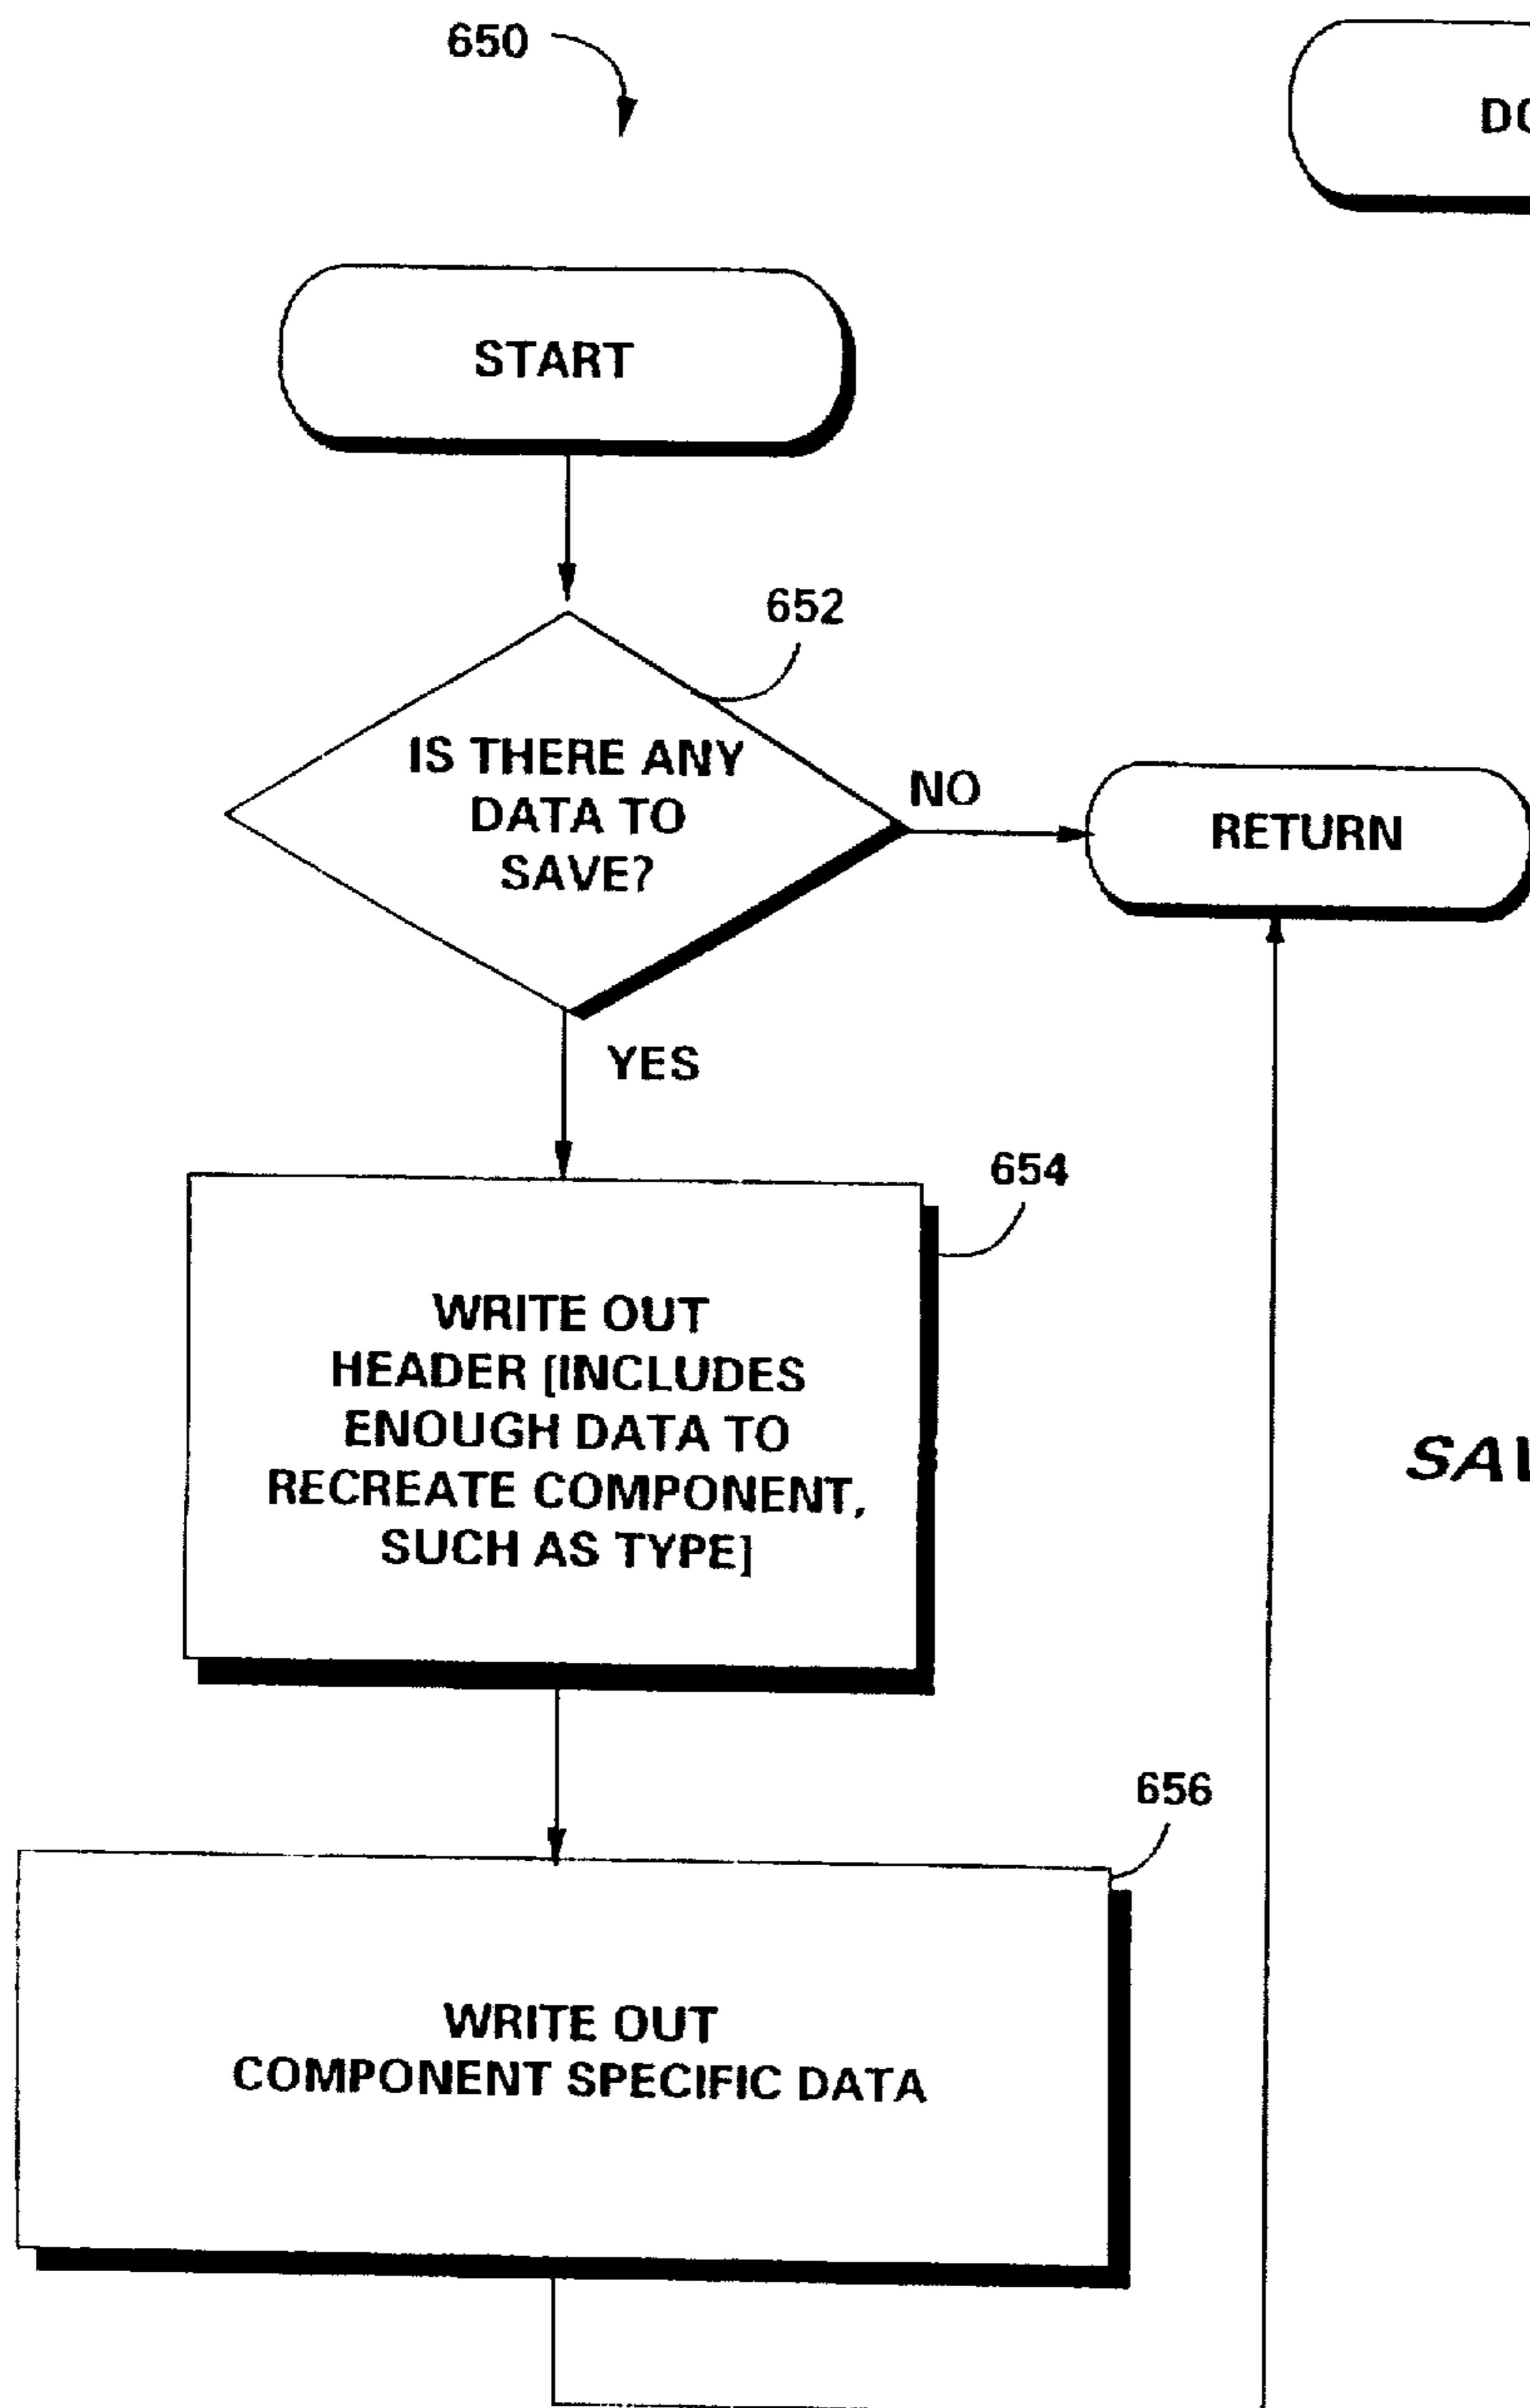 650
START
652
IS THERE ANY
DATA TO
SAVE?
NO
RETURN
YES
654
WRITE OUT
HEADER [INCLUDES
ENOUGH DATA TO
RECREATE COMPONENT,
SUCH AS TYPE]
656
WRITE OUT
COMPONENT SPECIFIC DATA